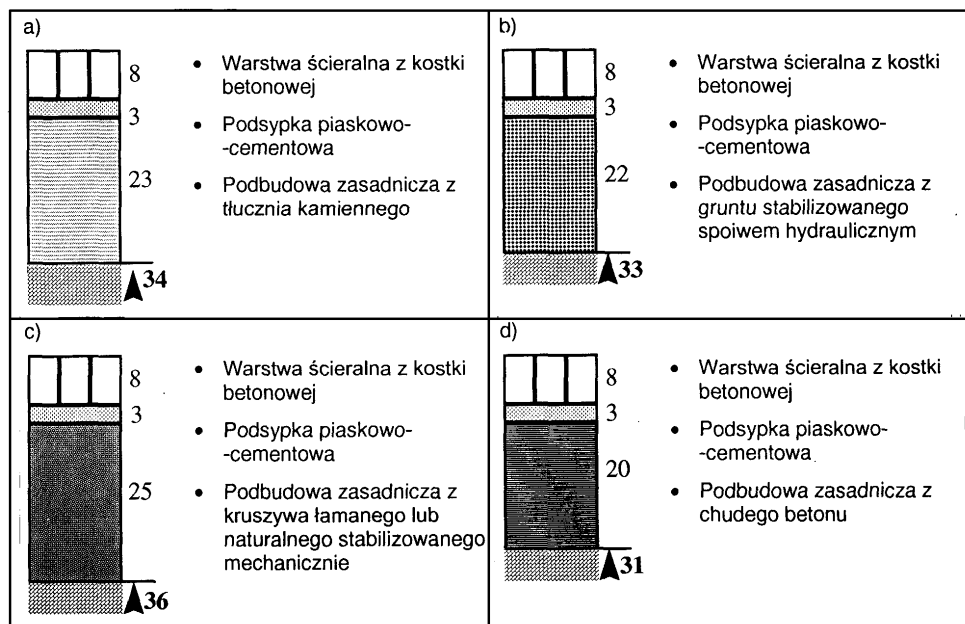 a)
8
3
23
34
• Warstwa ścieralna z kostki
betonowej
• Podsypka piaskowo-
-cementowa
• Podbudowa zasadnicza z
tłucznia kamiennego
b)
8
3
22
33
• Warstwa ścieralna z kostki
betonowej
• Podsypka piaskowo-
-cementowa
• Podbudowa zasadnicza z
gruntu stabilizowanego
spoiwem hydraulicznym
c)
8
3
25
36
• Warstwa ścieralna z kostki
betonowej
• Podsypka piaskowo-
-cementowa
• Podbudowa zasadnicza z
kruszywa łamanego lub
naturalnego stabilizowanego
mechanicznie
d)
8
3
20
31
• Warstwa ścieralna z kostki
betonowej
• Podsypka piaskowo-
-cementowa
• Podbudowa zasadnicza z
chudego betonu